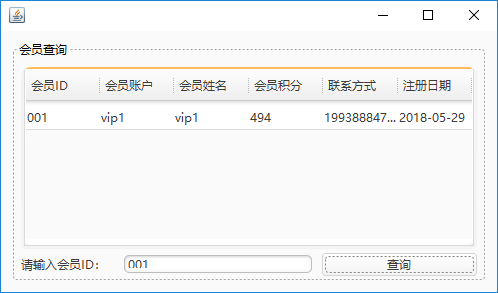 会员查询
会员ID 会员账户 会员姓名 会员积分 联系方式 注册日期
001 vip1 vip1 494 199388847... 2018-05-29
请输入会员ID： 001 查询